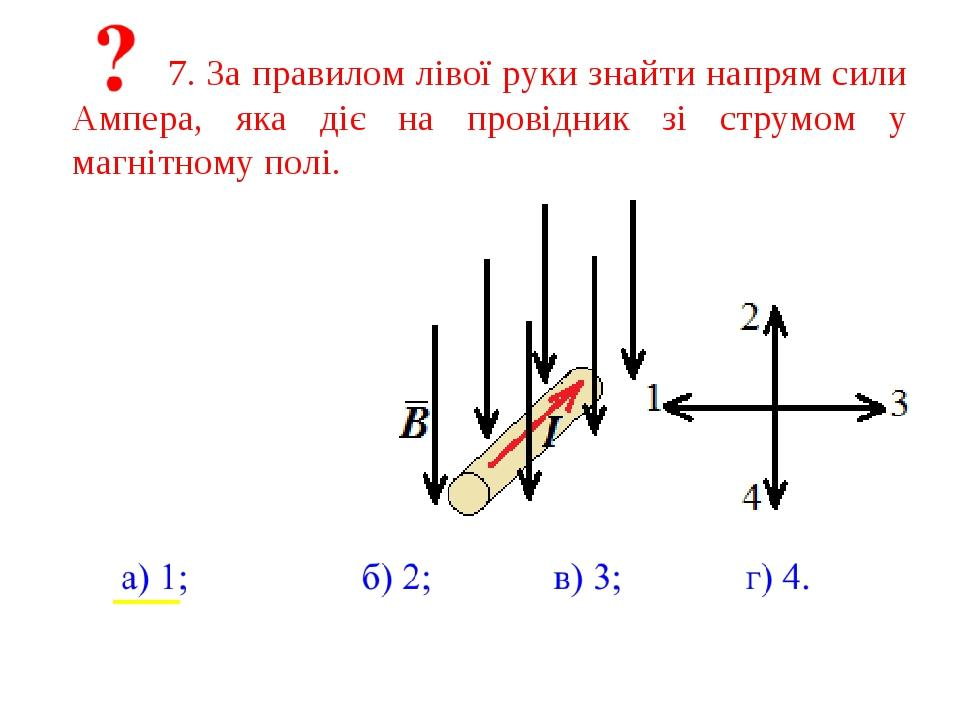 ? 7. За правилом лівої руки знайти напрям сили
Ампера, яка діє на провідник зі струмом у
магнітному полі.
2
1
3
B̅
I
4
а) 1; б) 2; в) 3; г) 4.